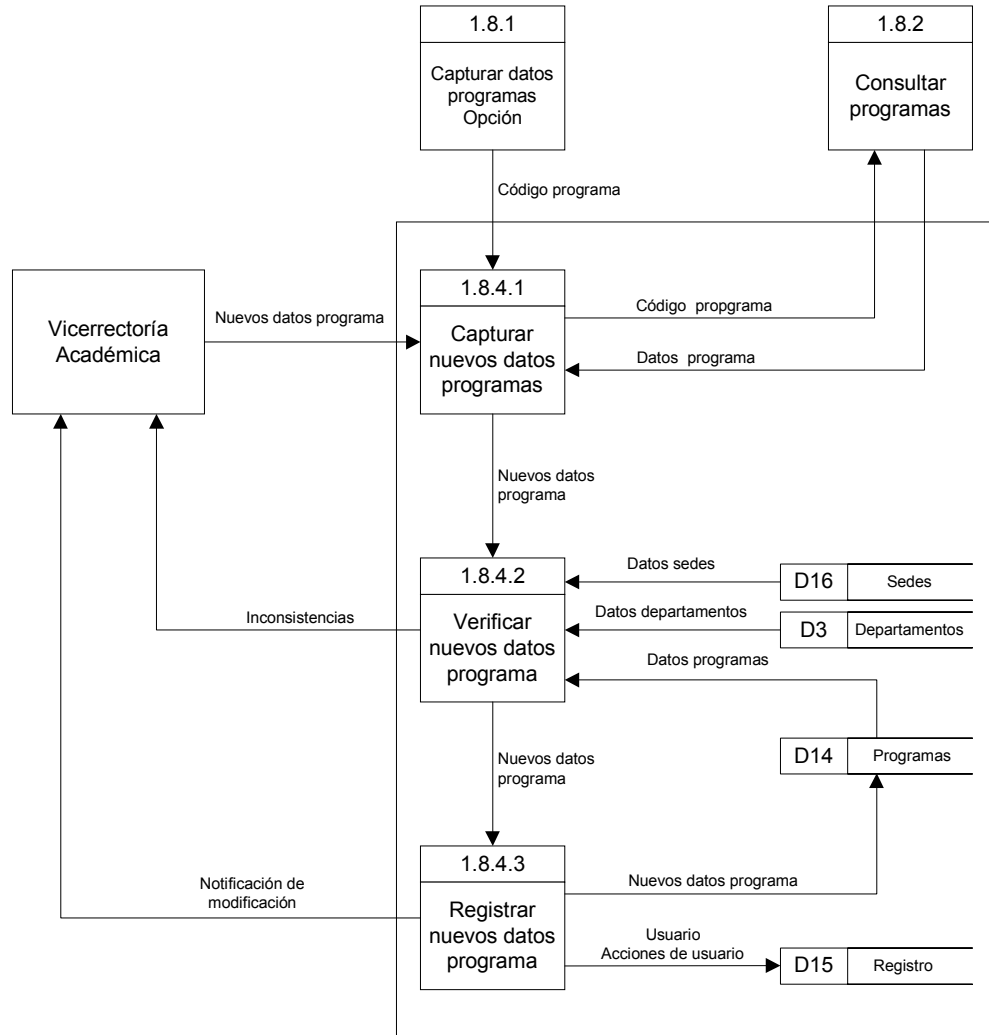 1.8.1
Capturar datos
programas
Opción
1.8.2
Consultar
programas
Código programa
Vicerrectoría
Académica
Nuevos datos programa
1.8.4.1
Capturar
nuevos datos
programas
Código propgrama
Datos programa
Nuevos datos
programa
1.8.4.2
Verificar
nuevos datos
programa
Inconsistencias
Datos sedes
D16
Sedes
Datos departamentos
D3
Departamentos
Datos programas
D14
Programas
Nuevos datos
programa
1.8.4.3
Registrar
nuevos datos
programa
Notificación de
modificación
Nuevos datos programa
Usuario
Acciones de usuario
D15
Registro